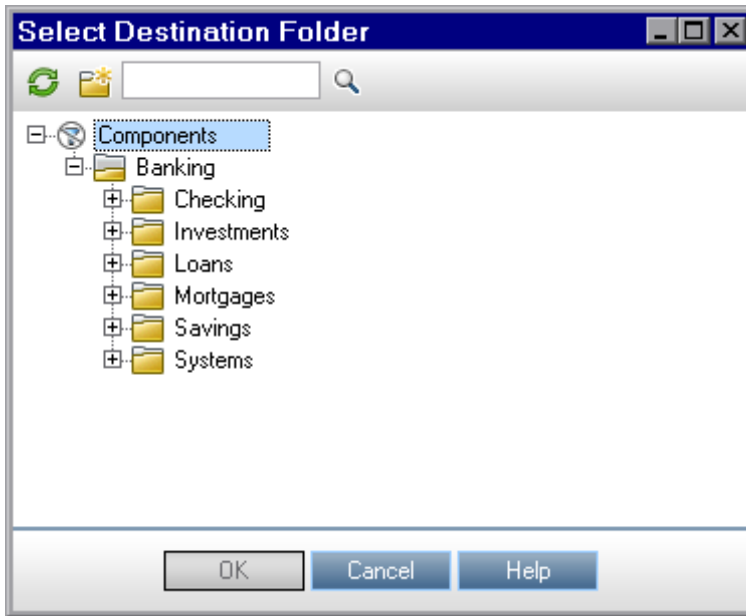 Select Destination Folder
Components
Banking
Checking
Investments
Loans
Mortgages
Savings
Systems
OK Cancel Help